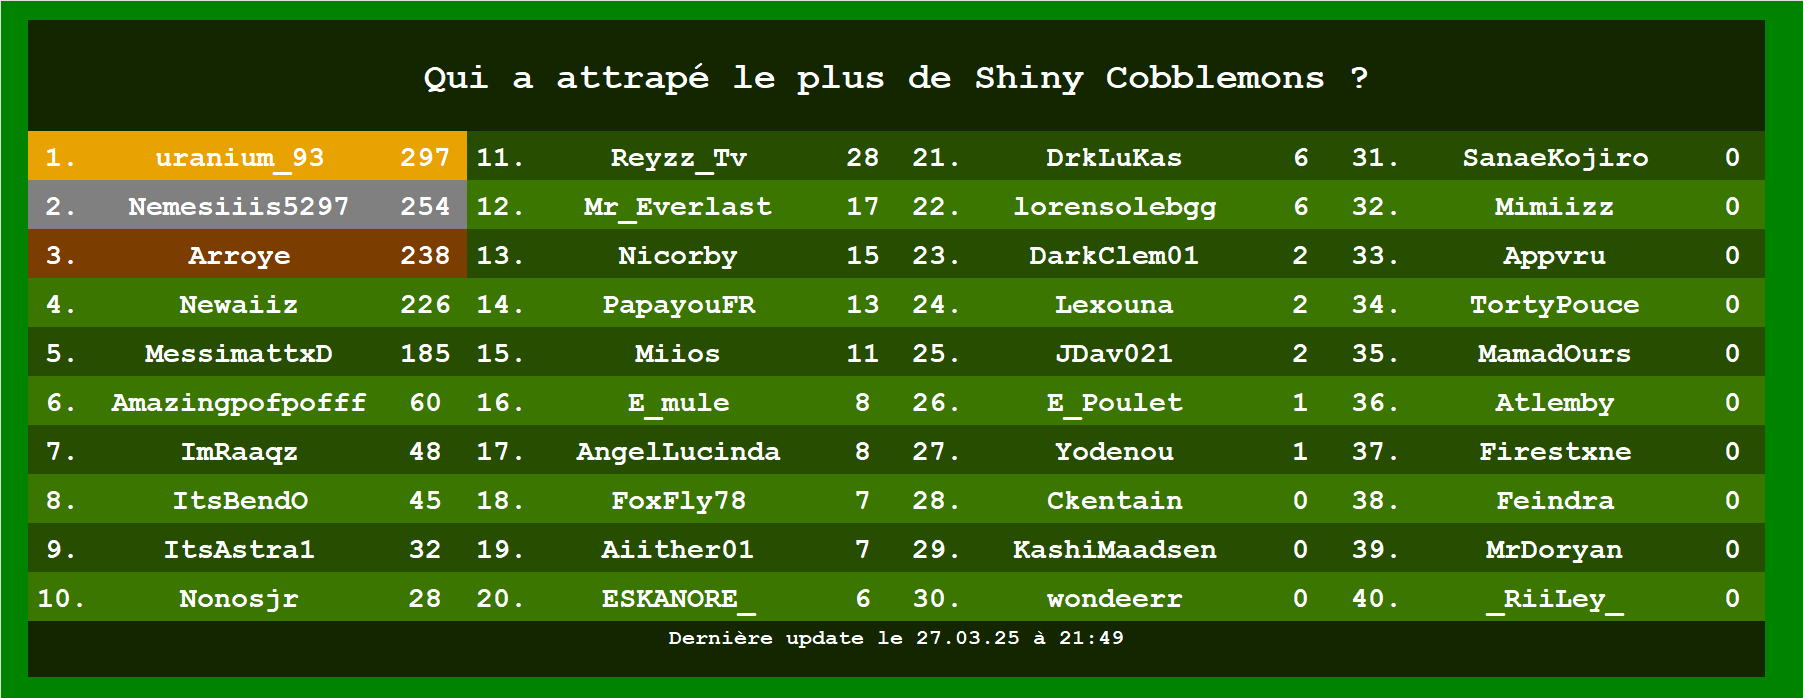 Qui a attrapé le plus de Shiny Cobblemons ?
1. uranium_93 297 11. Reyzz_Tv 28 21. DrkLuKas 6 31. SanaeKojiro 0
2. Nemesiiis5297 254 12. Mr_Everlast 17 22. lorensolebgg 6 32. Mimiizz 0
3. Arroye 238 13. Nicorby 15 23. DarkClem01 2 33. Appvru 0
4. Newaiiz 226 14. PapayouFR 13 24. Lexouna 2 34. TortyPouce 0
5. MessimattxD 185 15. Miios 11 25. JDav021 2 35. MamadOurs 0
6. Amazingpofpofff 60 16. E_mule 8 26. E_Poulet 1 36. Atlemby 0
7. ImRaaqz 48 17. AngelLucinda 8 27. Yodenou 1 37. Firestxne 0
8. ItsBendO 45 18. FoxFly78 7 28. Ckentain 0 38. Feindra 0
9. ItsAstra1 32 19. Aiither01 7 29. KashiMaadsen 0 39. MrDoryan 0
10. Nonosjr 28 20. ESKANORE_ 6 30. wondeerr 0 40. _RiiLey_ 0
Dernière update le 27.03.25 à 21:49